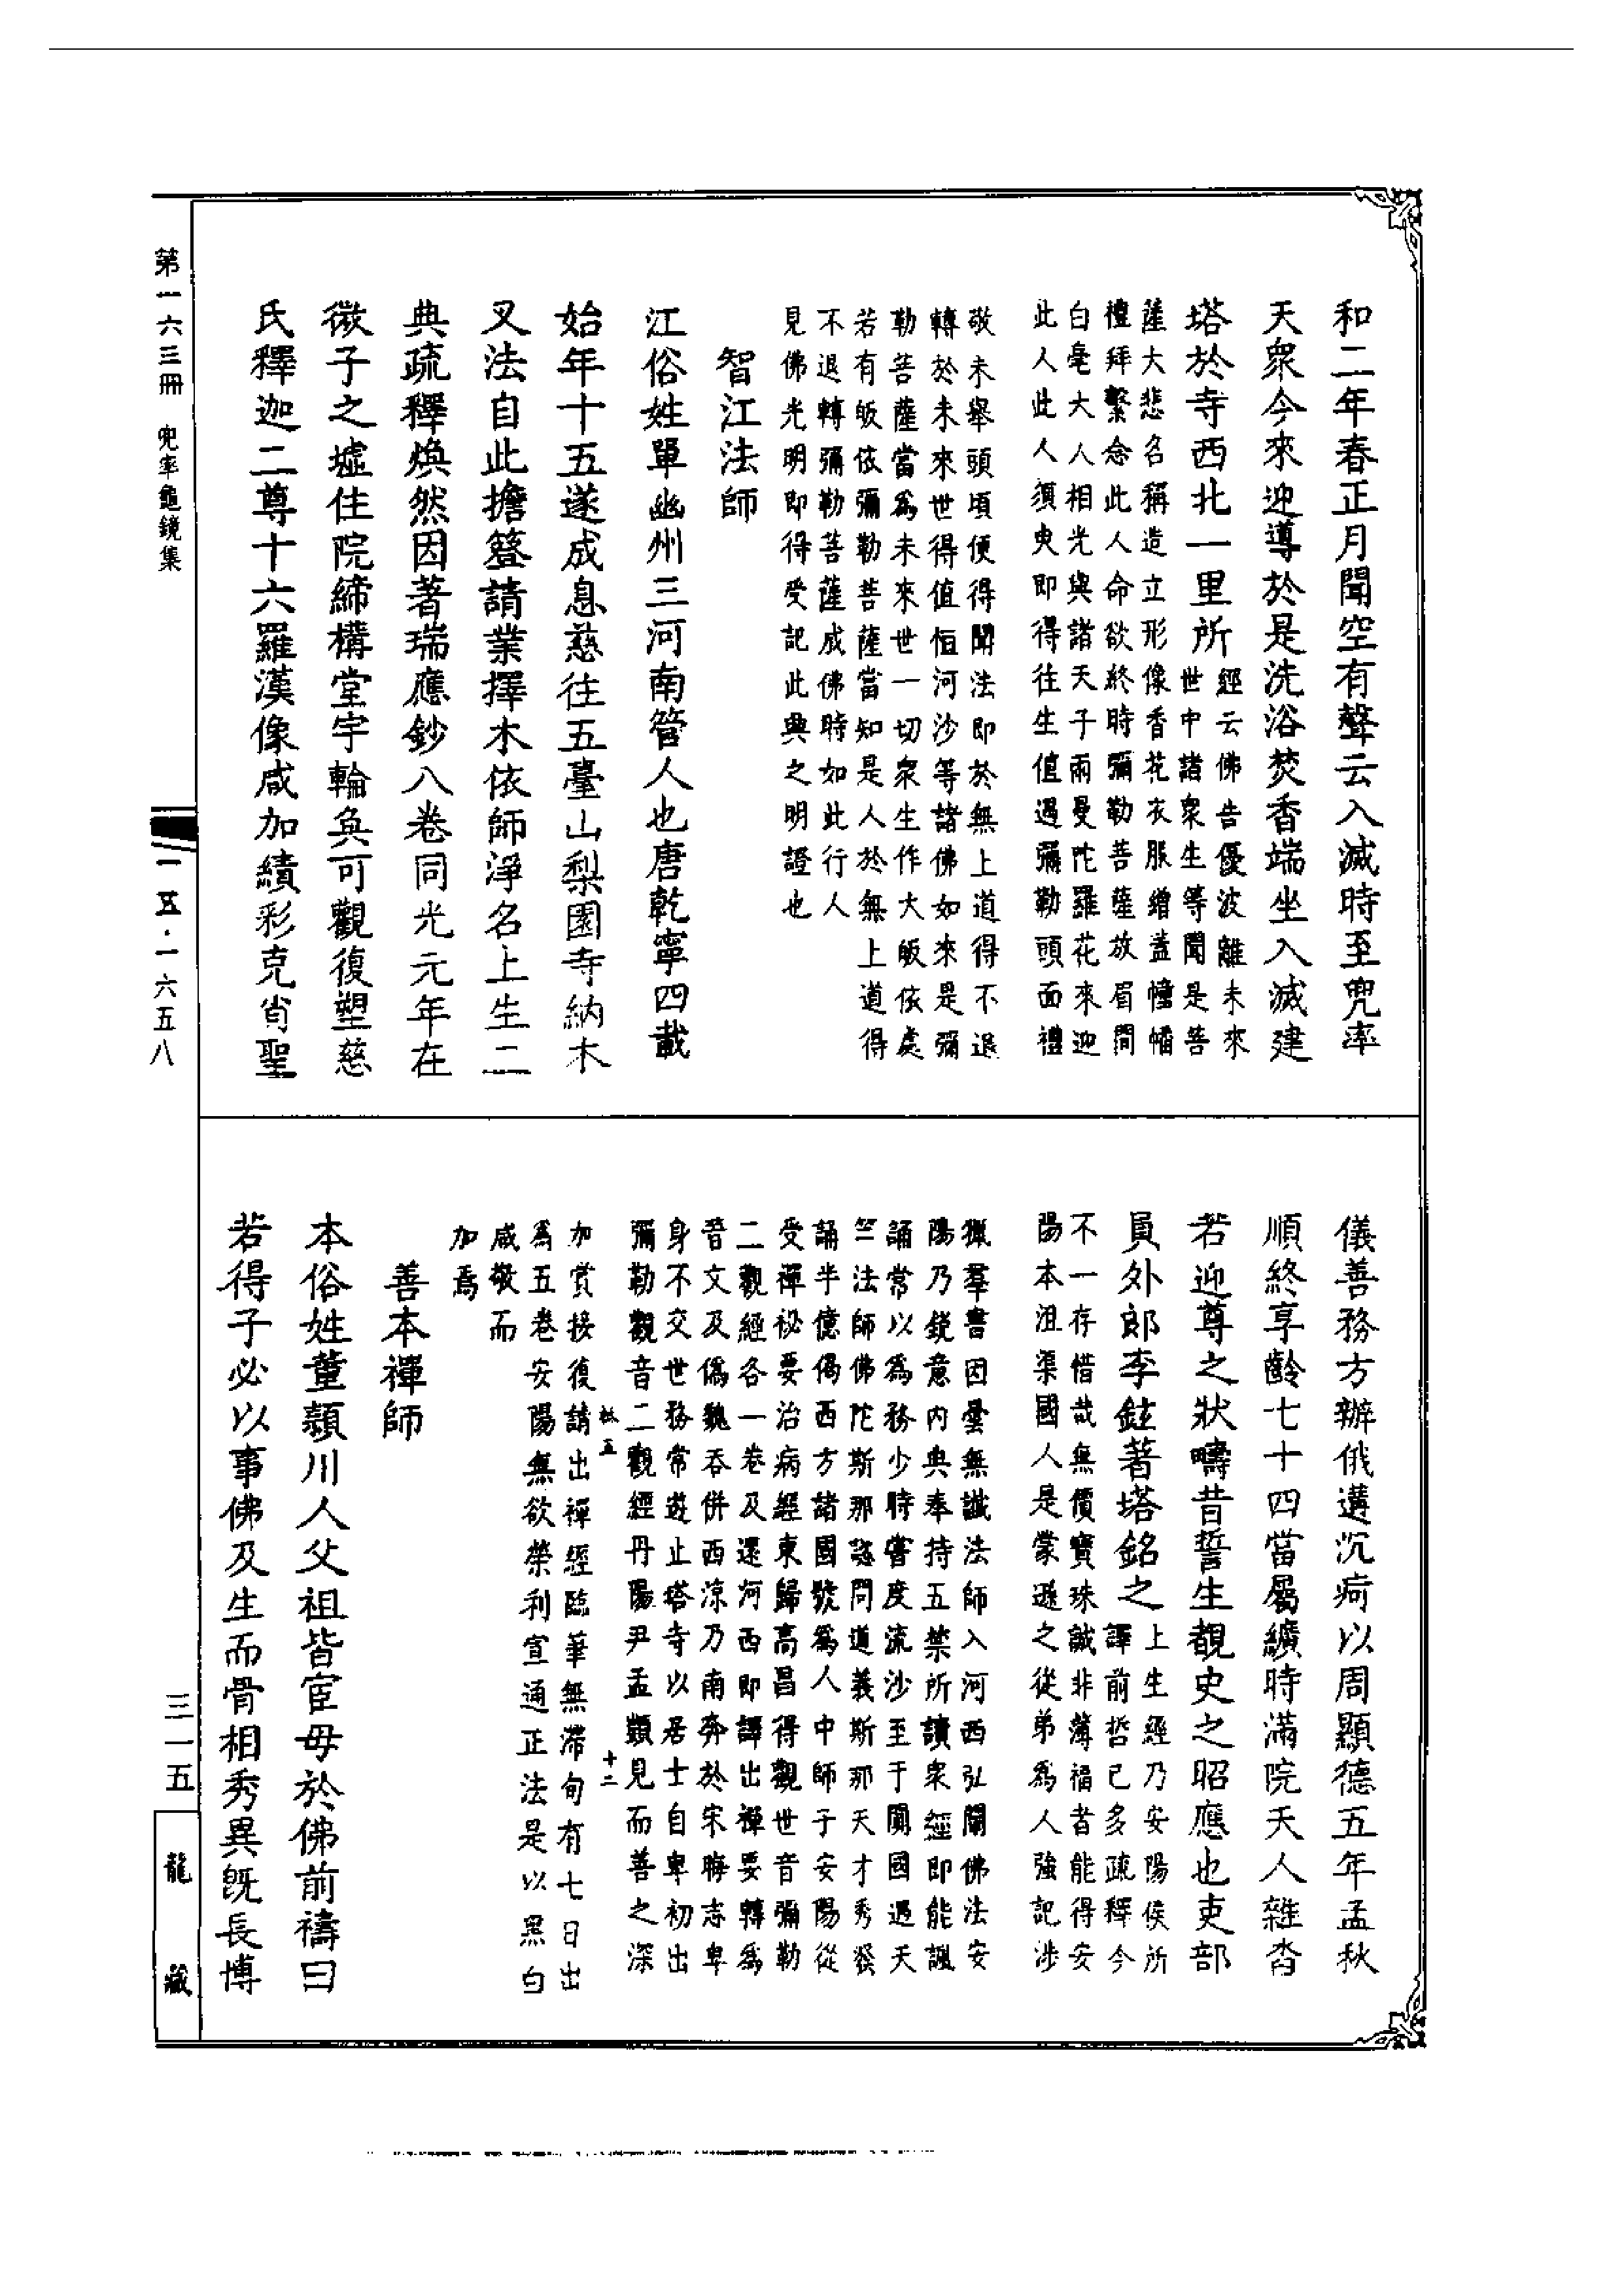 和二年春正月聞空有聲云入滅時至兜率
天衆今來迎導於是洗浴焚香端坐入滅建
塔於寺西北一里所經云佛告優波離未來
世中諸衆生等聞是菩
薩大悲名稱造立形像香花衣服繒蓋幢幡
禮拜繫念此人命欲終時彌勒菩薩放眉間
白毫大人相光與諸天子雨曼陀羅花來迎
此人此人須臾即得往生值遇彌勒頭面禮
敬未舉頭頃便得聞法即於無上道得不退
轉於未來世得值恒河沙等諸佛如來是彌
勒菩薩當爲未來世一切衆生作大皈依處
若有皈依彌勒菩薩當知是人於無上道得
不退轉彌勒菩薩成佛時如此行人
見佛光明即得受記此典之明證也
智江法師
江俗姓單幽州三河南管人也唐乾寧四載
始年十五遂成息慈往五臺山梨園寺納木
叉法自此擔簦請業擇木依師淨名上生二
典疏釋煥然因著瑞應鈔八卷同光元年在
微子之墟住院締構堂宇輪奐可觀復塑慈
氏釋迦二尊十六羅漢像咸加繢彩克肖聖
儀善務方辦俄遘沉痾以周顯德五年孟秋
順終享齡七十四當屬纊時滿院天人雜沓
若迎尊之狀疇昔誓生覩史之昭應也吏部
員外郎李鉉著塔銘之上生經乃安陽侯所
譯前哲已多疏釋今
不一存惜哉無價寶珠誠非薄福者能得安
陽本沮渠國人是蒙遜之從弟爲人強記涉
獵羣書因曇無讖法師入河西弘闡佛法安
陽乃銳意内典奉持五禁所讀衆經即能諷
誦常以爲務少時嘗度流沙至于闐國遇天
竺法師佛陀斯那諮問道義斯那天才秀發
誦半億偈西方諸國號爲人中師子安陽從
受禪祕要治病經東歸高昌得觀世音彌勒
二觀經各一卷及還河西即譯出禪要轉爲
晉文及僞魏吞併西涼乃南奔於宋晦志卑
身不交世務常遊止塔寺以居士自卑初出
彌勒觀音二觀經丹陽尹孟顗見而善之深
五 十二
加賞接復請出禪經臨筆無滯旬有七日出
爲五卷安陽無欲榮利宣通正法是以黑白
咸敬而
加焉
善本禪師
本俗姓董潁川人父祖皆宦母於佛前禱曰
若得子必以事佛及生而骨相秀異既長博
第一六三冊 兜率龜鏡集
一五·一六五八
三一五
龍藏